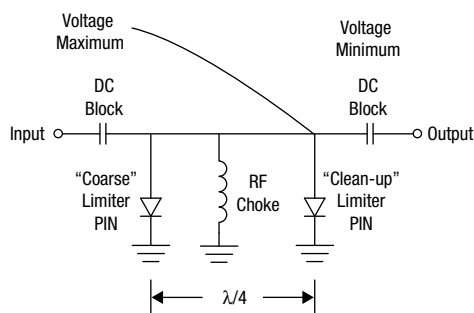 Voltage
Maximum
Voltage
Minimum
DC
Block
DC
Block
Input
Output
“Coarse”
Limiter
PIN
RF
Choke
“Clean-up”
Limiter
PIN
λ/4